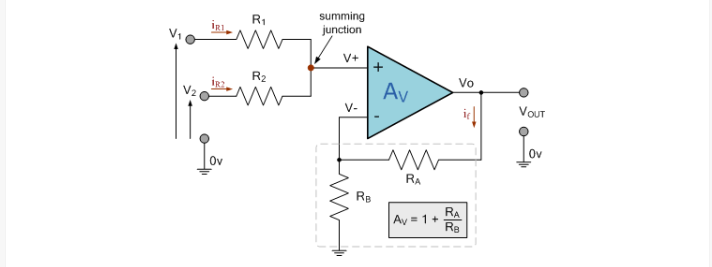 summing
junction
V1
iR1
R1
V+
+
V2
iR2
R2
AV
Vo
VOUT
V-
-
if
0v
0v
RA
RB
AV = 1 + RA
RB